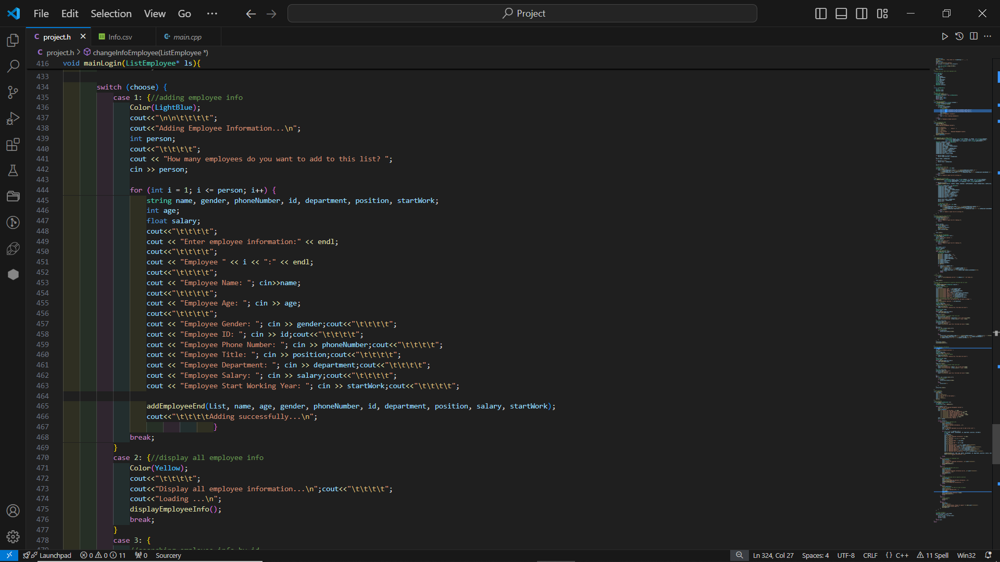 File Edit Selection View Go ··· Project
project.h Info.csv main.cpp
project.h > changeInfoEmployee(ListEmployee *)
416 void mainLogin(ListEmployee* ls){
433
434 switch (choose) {
435 case 1: {//adding employee info
436 Color(LightBlue);
437 cout<<"\n\n\t\t\t\t";
438 cout<<"Adding Employee Information...\n";
439 int person;
440 cout<<"\t\t\t\t";
441 cout << "How many employees do you want to add to this list? ";
442 cin >> person;
443
444 for (int i = 1; i <= person; i++) {
445 string name, gender, phoneNumber, id, department, position, startWork;
446 int age;
447 float salary;
448 cout<<"\t\t\t\t";
449 cout << "Enter employee information:" << endl;
450 cout<<"\t\t\t\t";
451 cout << "Employee " << i << ":" << endl;
452 cout<<"\t\t\t\t";
453 cout << "Employee Name: "; cin>>name;
454 cout<<"\t\t\t\t";
455 cout << "Employee Age: "; cin >> age;
456 cout<<"\t\t\t\t";
457 cout << "Employee Gender: "; cin >> gender;cout<<"\t\t\t\t";
458 cout << "Employee ID: "; cin >> id;cout<<"\t\t\t\t";
459 cout << "Employee Phone Number: "; cin >> phoneNumber;cout<<"\t\t\t\t";
460 cout << "Employee Title: "; cin >> position;cout<<"\t\t\t\t";
461 cout << "Employee Department: "; cin >> department;cout<<"\t\t\t\t";
462 cout << "Employee Salary: "; cin >> salary;cout<<"\t\t\t\t";
463 cout << "Employee Start Working Year: "; cin >> startWork;cout<<"\t\t\t\t";
464
465 addEmployeeEnd(List, name, age, gender, phoneNumber, id, department, position, salary, startWork);
466 cout<<"\t\t\t\tAdding successfully...\n";
467 }
468 break;
469 }
470 case 2: {//display all employee info
471 Color(Yellow);
472 cout<<"\t\t\t\t";
473 cout<<"Display all employee information...\n";cout<<"\t\t\t\t";
474 cout<<"Loading ...\n";
475 displayEmployeeInfo();
476 break;
477 }
478 case 3: {
479 //searching employee info by id
Launchpad 0 0 11 0 Sourcery Ln 324, Col 27 Spaces: 4 UTF-8 CRLF {} C++ 11 Spell Win32